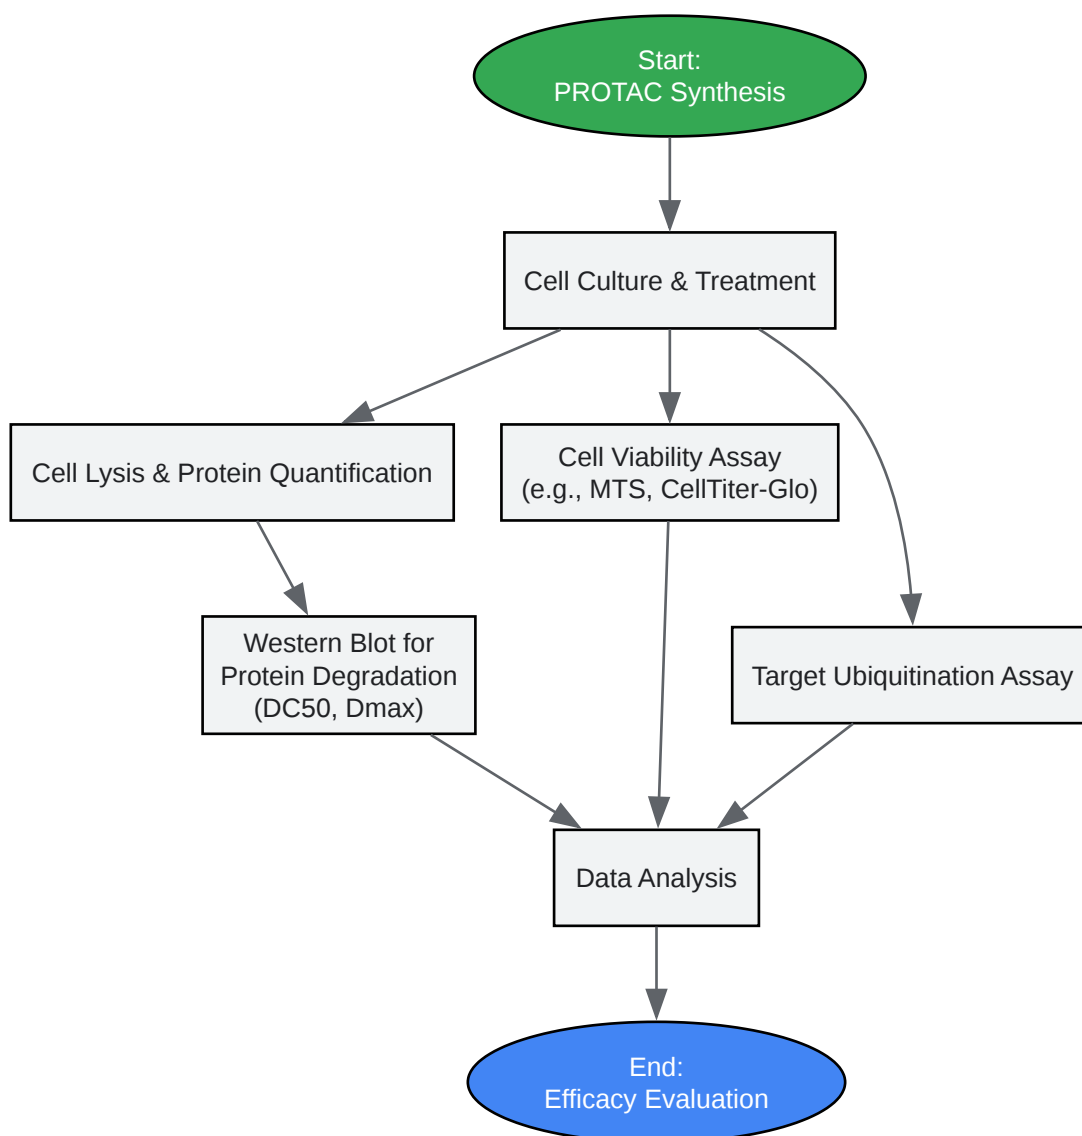 Start:
PROTAC Synthesis
Cell Culture & Treatment
Cell Lysis & Protein Quantification
Cell Viability Assay
(e.g., MTS, CellTiter-Glo)
Western Blot for
Protein Degradation
(DC50, Dmax)
Target Ubiquitination Assay
Data Analysis
End:
Efficacy Evaluation